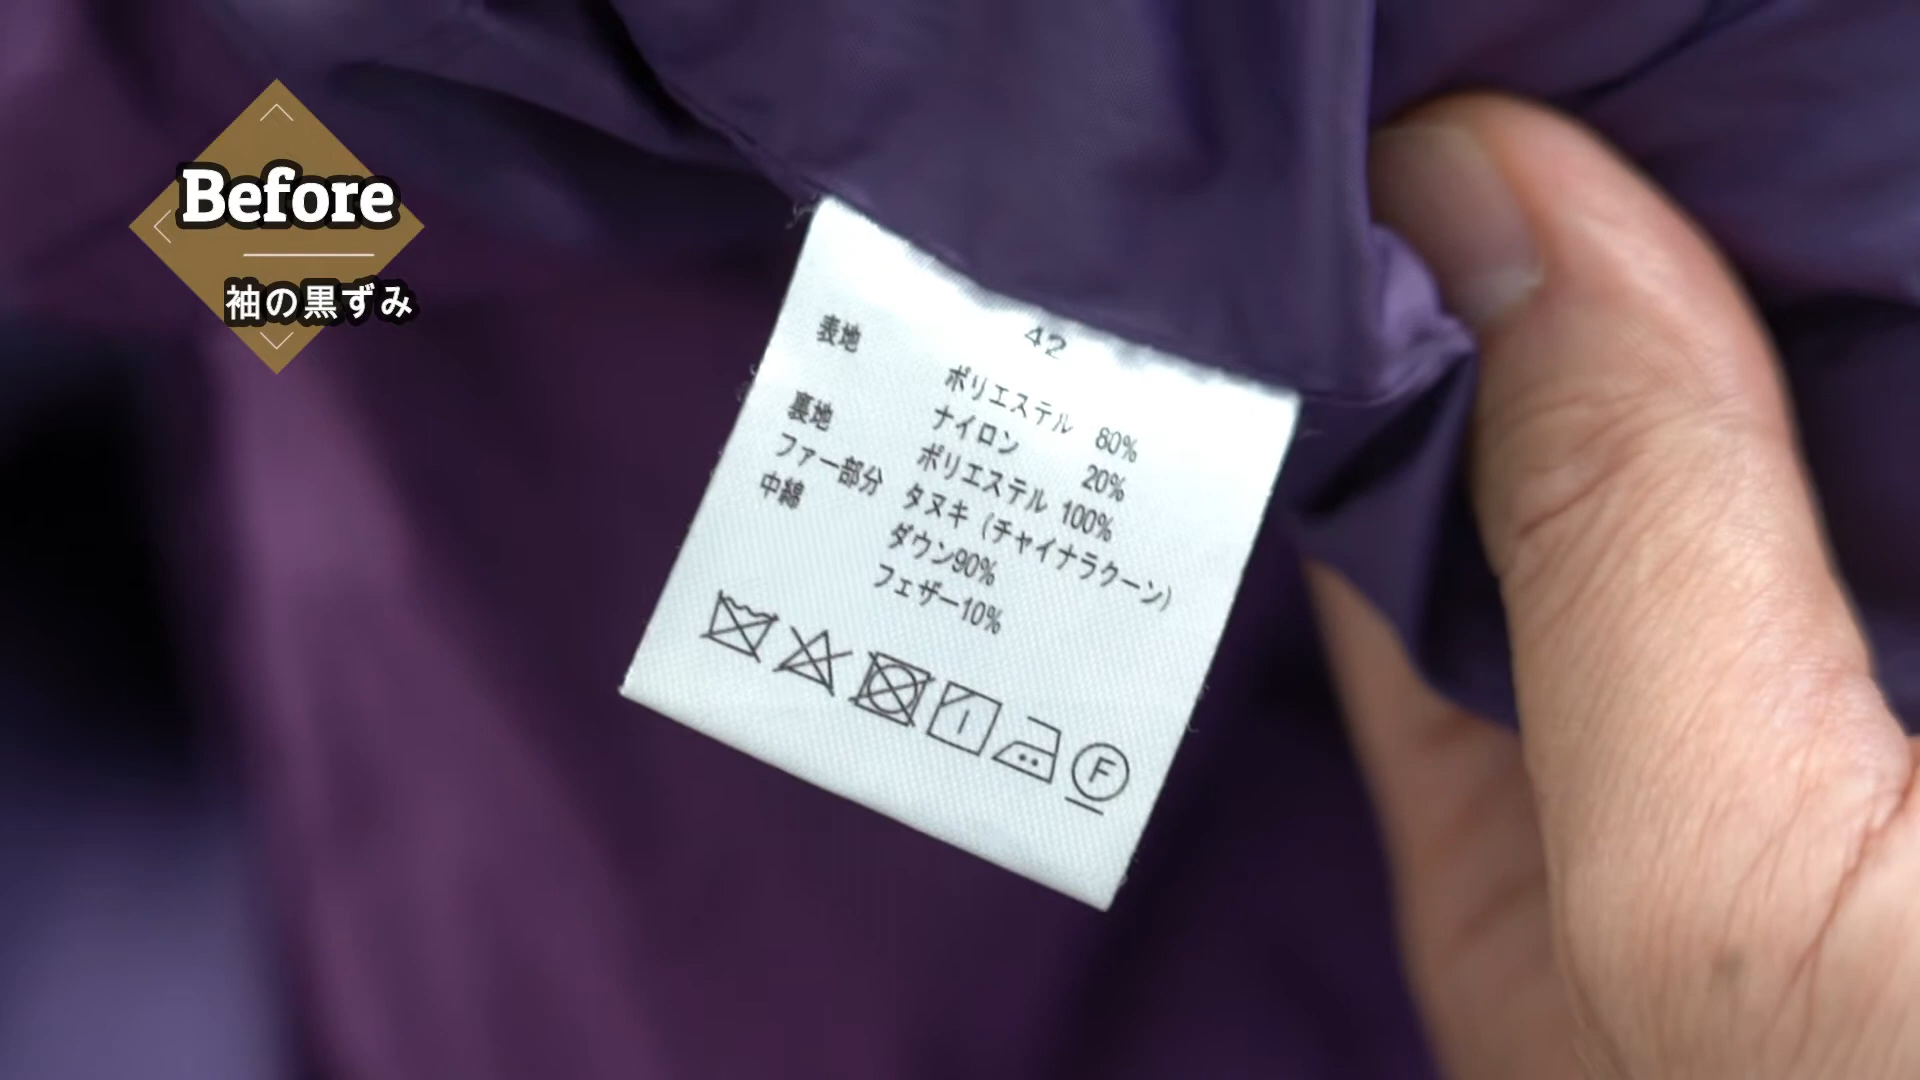 Before
袖の黒ずみ
42
表地 ポリエステル 80%
ナイロン 20%
裏地 ポリエステル 100%
ファー部分 タヌキ (チャイナラクーン)
中綿 ダウン90%
フェザー10%
F